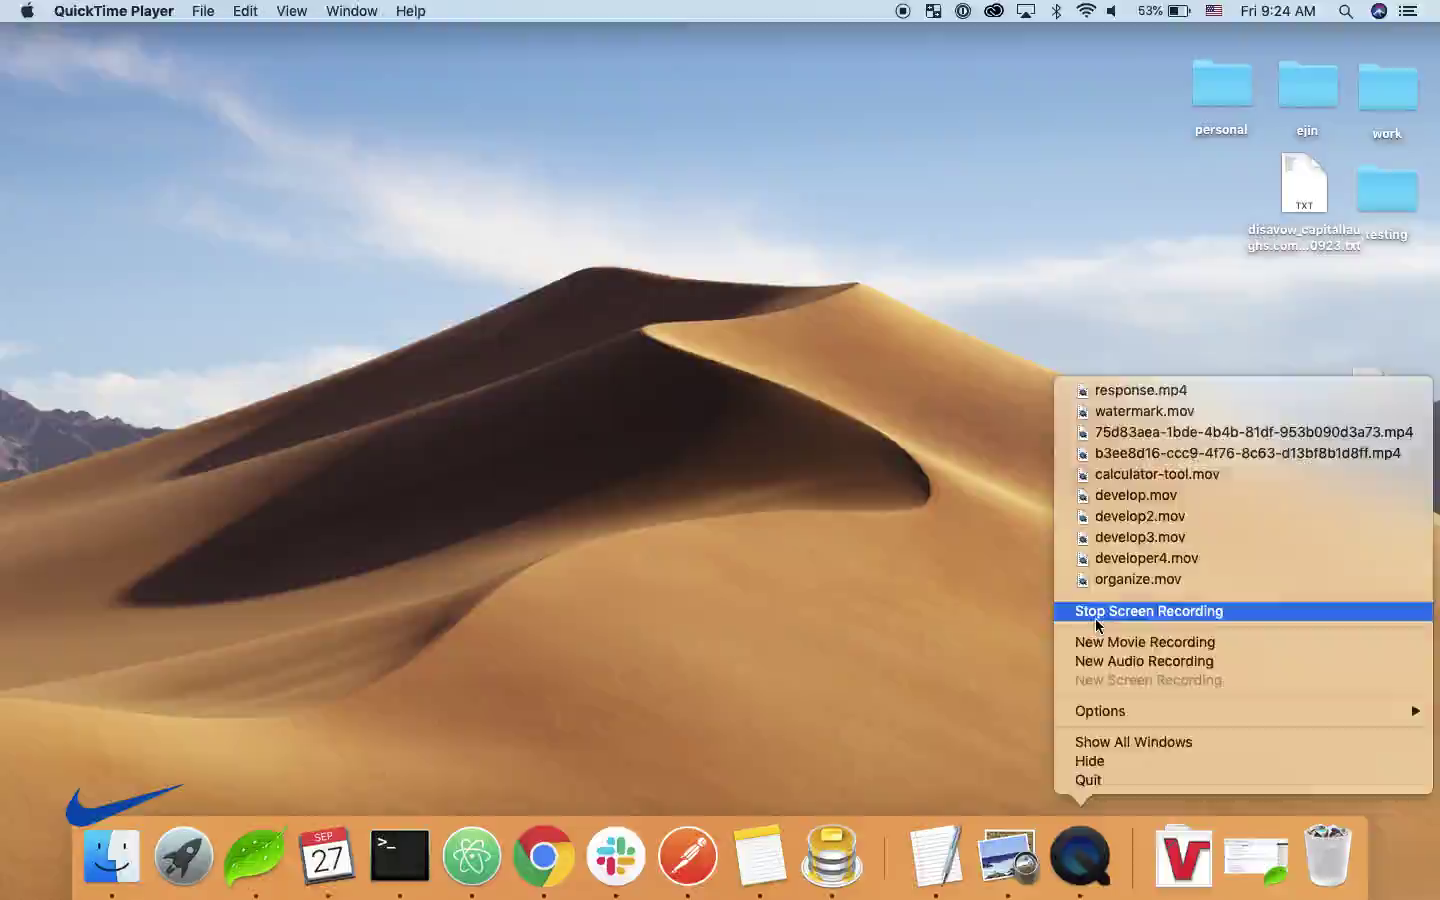 QuickTime Player File Edit View Window Help 53% Fri 9:24 AM
personal
ejin
work
TXT
disavow_capitallau
ghs.com...0923.txt
testing
response.mp4
watermark.mov
75d83aea-1bde-4b4b-81df-953b090d3a73.mp4
b3ee8d16-ccc9-4f76-8c63-d13bf8b1d8ff.mp4
calculator-tool.mov
develop.mov
develop2.mov
develop3.mov
developer4.mov
organize.mov
Stop Screen Recording
New Movie Recording
New Audio Recording
New Screen Recording
Options
Show All Windows
Hide
Quit
SEP
27
>_